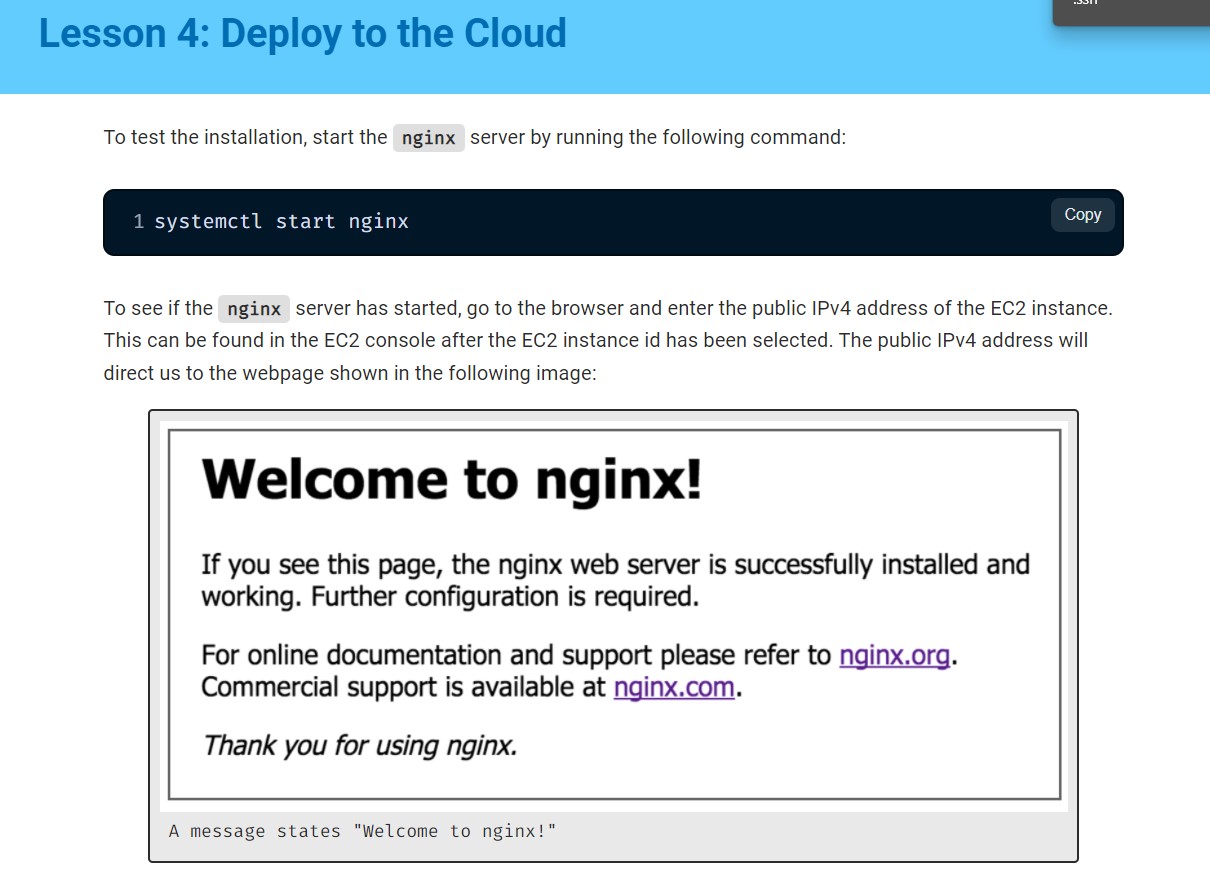 .ssh
Lesson 4: Deploy to the Cloud
To test the installation, start the nginx server by running the following command:
1 systemctl start nginx
Copy
To see if the nginx server has started, go to the browser and enter the public IPv4 address of the EC2 instance.
This can be found in the EC2 console after the EC2 instance id has been selected. The public IPv4 address will
direct us to the webpage shown in the following image:
Welcome to nginx!
If you see this page, the nginx web server is successfully installed and
working. Further configuration is required.
For online documentation and support please refer to nginx.org.
Commercial support is available at nginx.com.
Thank you for using nginx.
A message states "Welcome to nginx!"